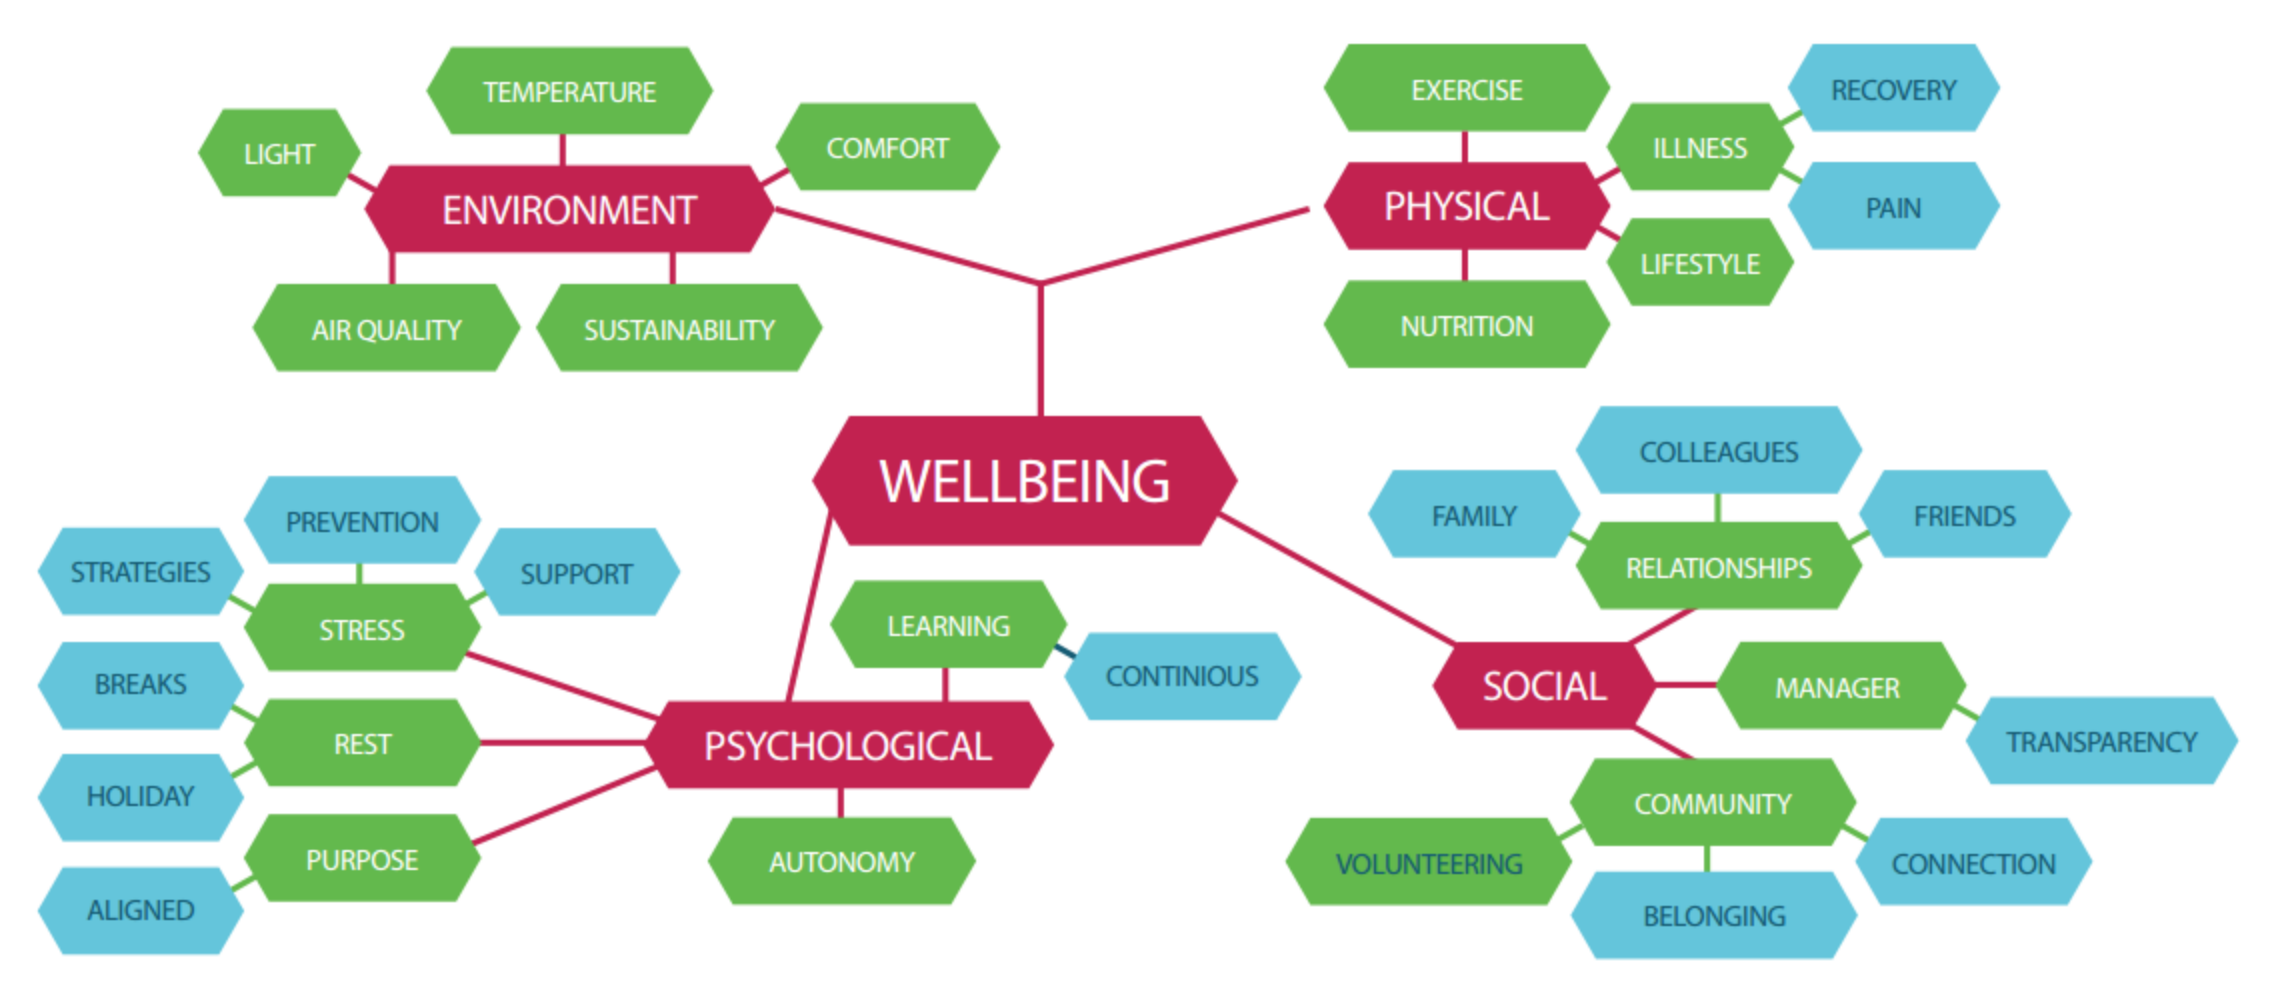 TEMPERATURE
LIGHT
COMFORT
ENVIRONMENT
AIR QUALITY
SUSTAINABILITY
EXERCISE
RECOVERY
ILLNESS
PHYSICAL
PAIN
LIFESTYLE
NUTRITION
WELLBEING
COLLEAGUES
FAMILY
FRIENDS
RELATIONSHIPS
SOCIAL
MANAGER
TRANSPARENCY
COMMUNITY
VOLUNTEERING
CONNECTION
BELONGING
PREVENTION
STRATEGIES
SUPPORT
STRESS
BREAKS
REST
HOLIDAY
PURPOSE
ALIGNED
LEARNING
CONTINIOUS
PSYCHOLOGICAL
AUTONOMY